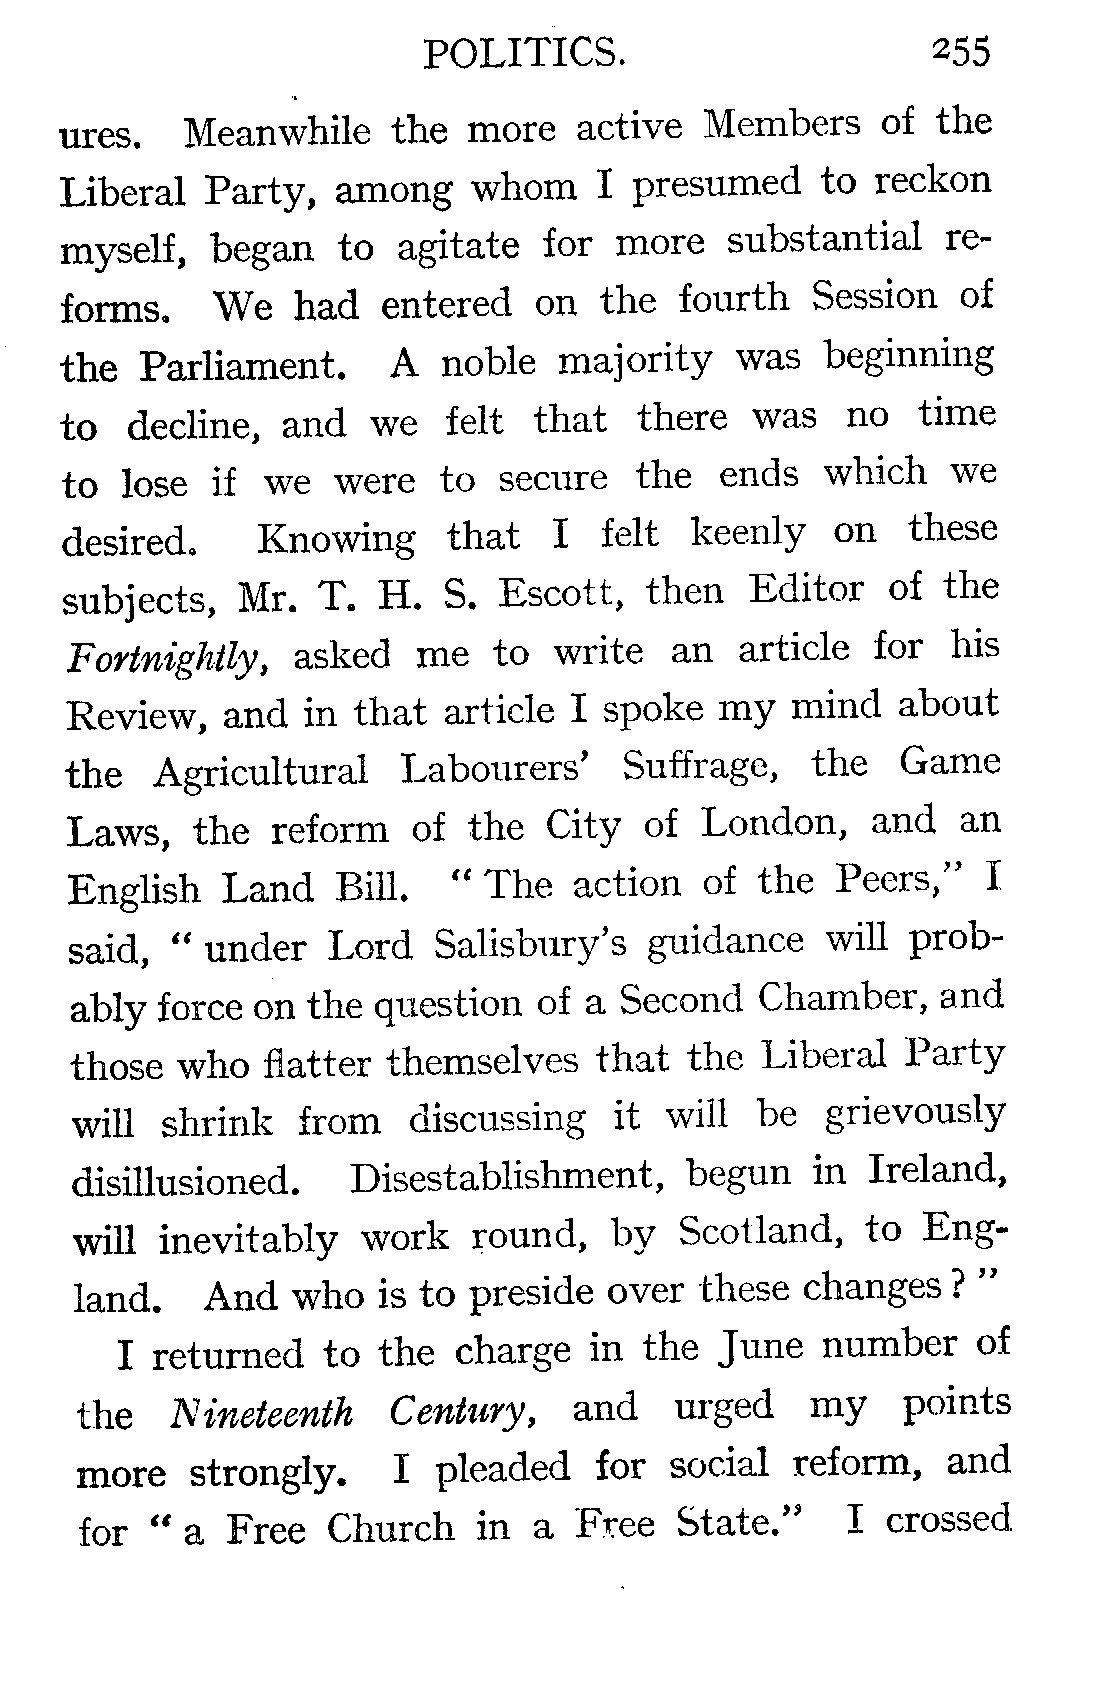 POLITICS. 255
ures. Meanwhile the more active Members of the
Liberal Party, among whom I presumed to reckon
myself, began to agitate for more substantial re-
forms. We had entered on the fourth Session of
the Parliament. A noble majority was beginning
to decline, and we felt that there was no time
to lose if we were to secure the ends which we
desired. Knowing that I felt keenly on these
subjects, Mr. T. H. S. Escott, then Editor of the
Fortnightly, asked me to write an article for his
Review, and in that article I spoke my mind about
the Agricultural Labourers’ Suffrage, the Game
Laws, the reform of the City of London, and an
English Land Bill. “ The action of the Peers,” I
said, “ under Lord Salisbury’s guidance will prob-
ably force on the question of a Second Chamber, and
those who flatter themselves that the Liberal Party
will shrink from discussing it will be grievously
disillusioned. Disestablishment, begun in Ireland,
will inevitably work round, by Scotland, to Eng-
land. And who is to preside over these changes ? ”
I returned to the charge in the June number of
the Nineteenth Century, and urged my points
more strongly. I pleaded for social reform, and
for “ a Free Church in a Free State.” I crossed